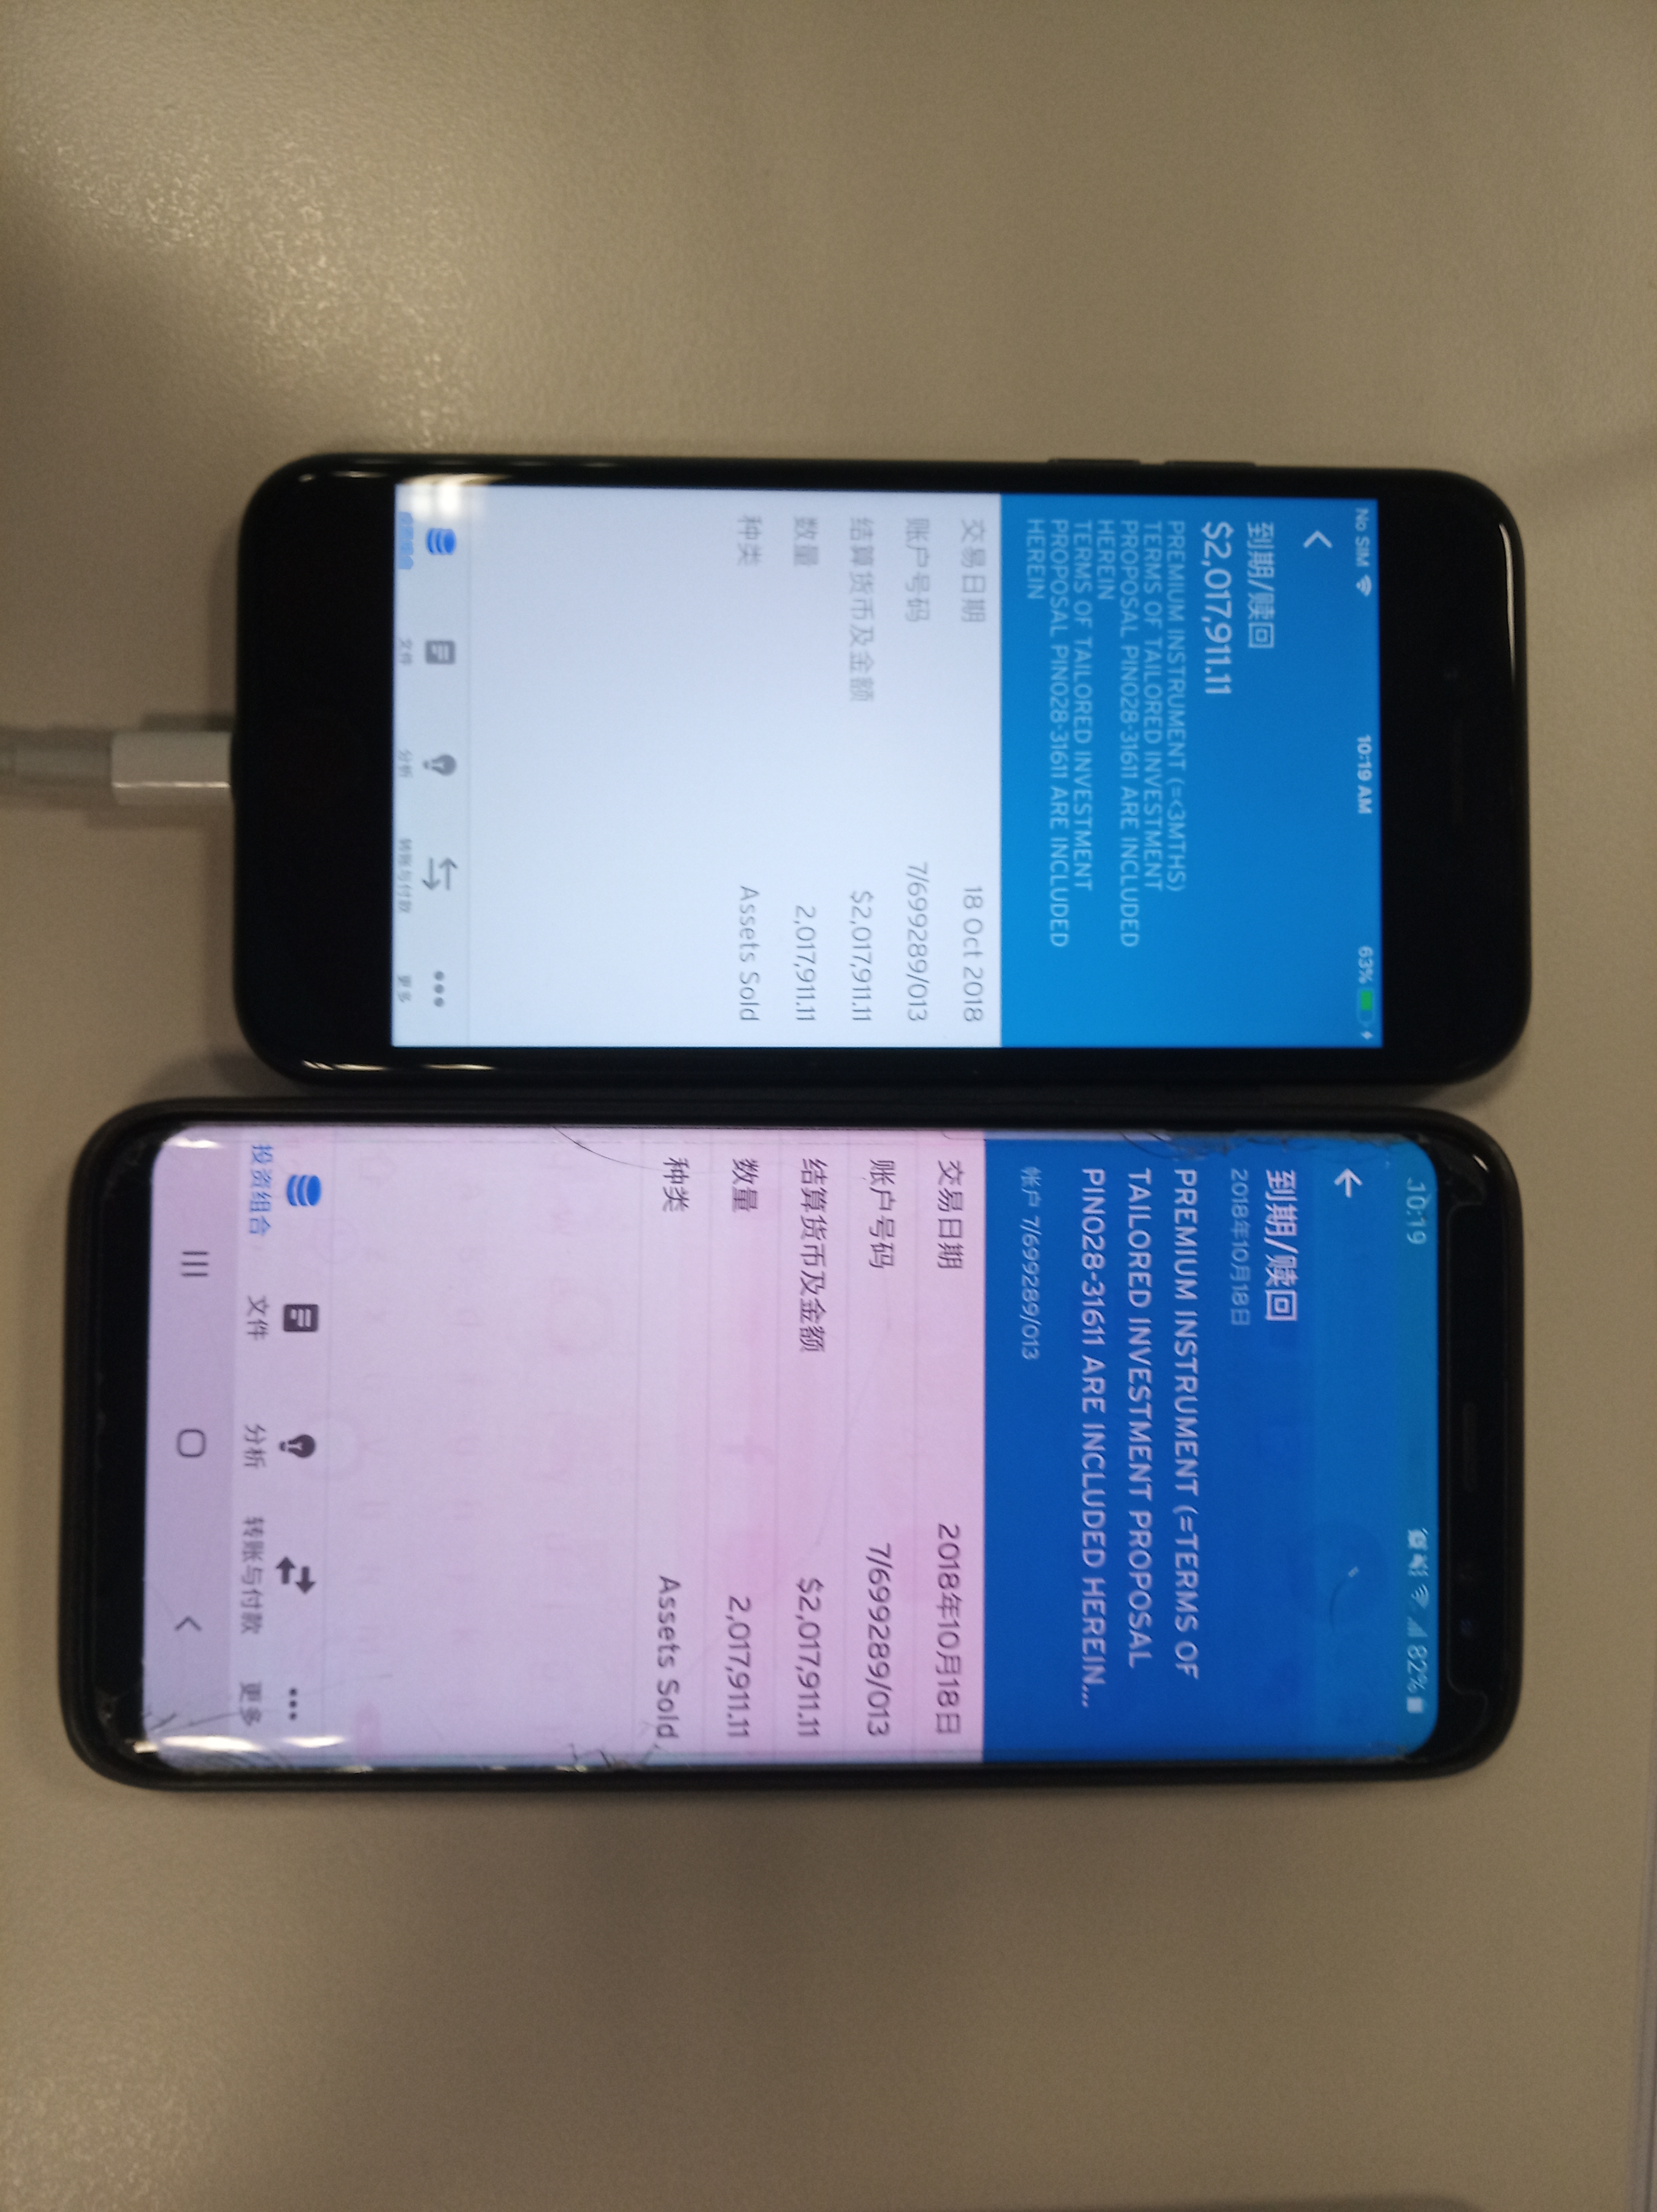 No SIM 10:19 AM 63%
到期/赎回
$2,017,911.11
PREMIUM INSTRUMENT (=<3MTHS)
TERMS OF TAILORED INVESTMENT
PROPOSAL PIN028-31611 ARE INCLUDED
HEREIN
TERMS OF TAILORED INVESTMENT
PROPOSAL PIN028-31611 ARE INCLUDED
HEREIN
交易日期 18 Oct 2018
账户号码 7/699289/013
结算货币及金额 $2,017,911.11
数量 2,017,911.11
种类 Assets Sold
投资组合 文件 分析 转账与付款 更多
10:19 82%
到期/赎回
2018年10月18日
PREMIUM INSTRUMENT (=TERMS OF
TAILORED INVESTMENT PROPOSAL
PIN028-31611 ARE INCLUDED HEREIN...
帐户 7/699289/013
交易日期 2018年10月18日
账户号码 7/699289/013
结算货币及金额 $2,017,911.11
数量 2,017,911.11
种类 Assets Sold
投资组合 文件 分析 转账与付款 更多